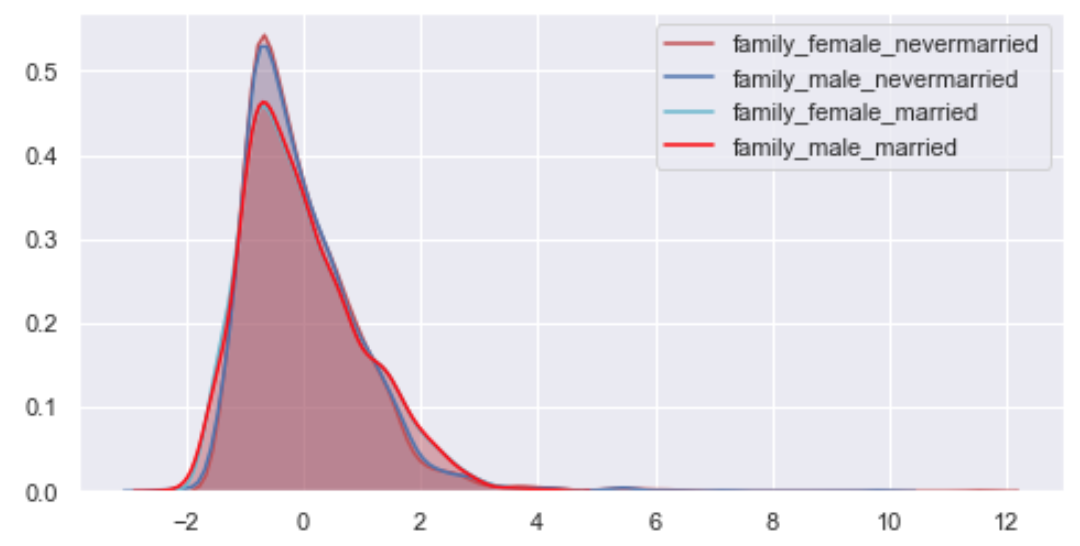 family_female_nevermarried
family_male_nevermarried
family_female_married
family_male_married
0.5
0.4
0.3
0.2
0.1
0.0
−2 0 2 4 6 8 10 12